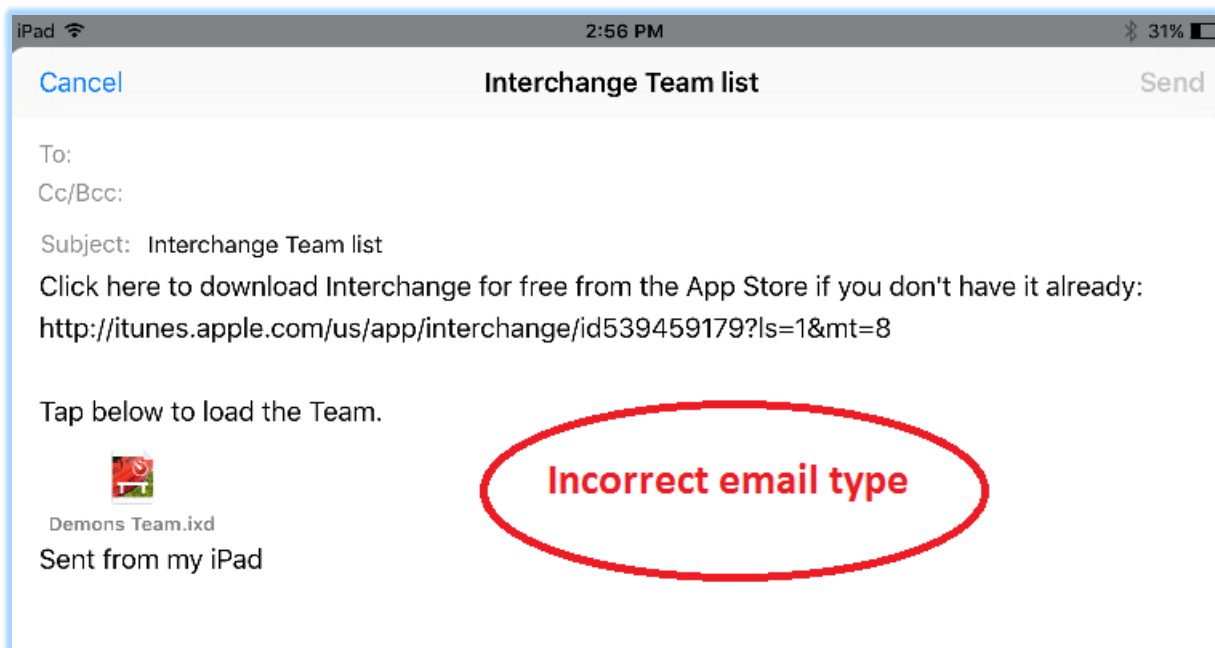 iPad 2:56 PM 31%
Cancel Interchange Team list Send
To:
Cc/Bcc:
Subject: Interchange Team list
Click here to download Interchange for free from the App Store if you don't have it already:
http://itunes.apple.com/us/app/interchange/id539459179?ls=1&mt=8
Tap below to load the Team.
Incorrect email type
Demons Team.ixd
Sent from my iPad